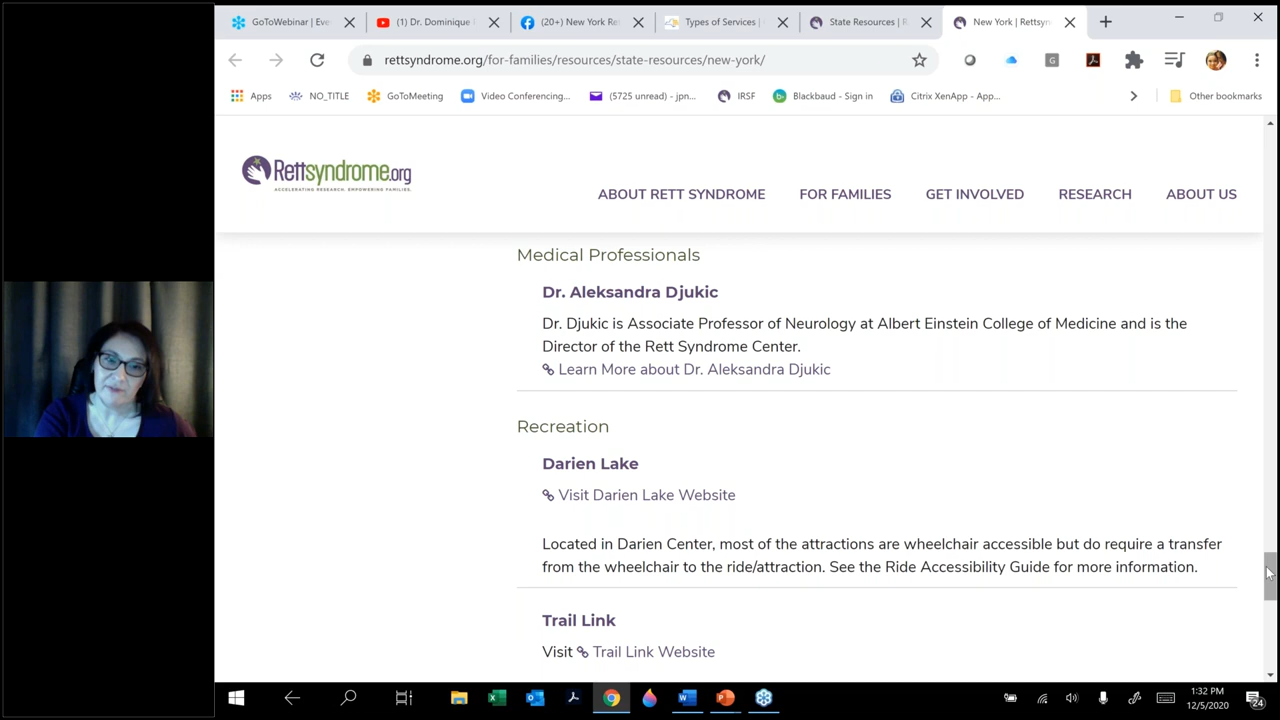 GoToWebinar | Eve
(1) Dr. Dominique
(20+) New York Re
Types of Services |
State Resources | R
New York | Rettsyn
rettsyndrome.org/for-families/resources/state-resources/new-york/
Apps
NO_TITLE
GoToMeeting
Video Conferencing...
(5725 unread) - jpn...
IRSF
Blackbaud - Sign in
Citrix XenApp - App...
Other bookmarks
Rettsyndrome.org
ACCELERATING RESEARCH. EMPOWERING FAMILIES.
ABOUT RETT SYNDROME
FOR FAMILIES
GET INVOLVED
RESEARCH
ABOUT US
Medical Professionals
Dr. Aleksandra Djukic
Dr. Djukic is Associate Professor of Neurology at Albert Einstein College of Medicine and is the
Director of the Rett Syndrome Center.
Learn More about Dr. Aleksandra Djukic
Recreation
Darien Lake
Visit Darien Lake Website
Located in Darien Center, most of the attractions are wheelchair accessible but do require a transfer
from the wheelchair to the ride/attraction. See the Ride Accessibility Guide for more information.
Trail Link
Visit Trail Link Website
1:32 PM
12/5/2020
24